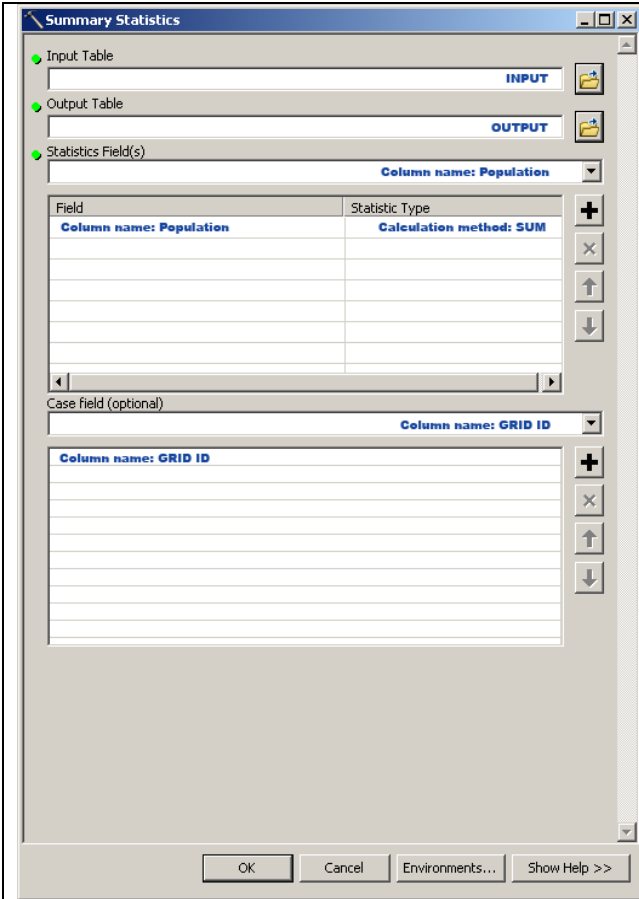 Summary Statistics
Input Table
INPUT
Output Table
OUTPUT
Statistics Field(s)
Column name: Population
Field Statistic Type
Column name: Population Calculation method: SUM
Case field (optional)
Column name: GRID ID
Column name: GRID ID
OK Cancel Environments... Show Help >>